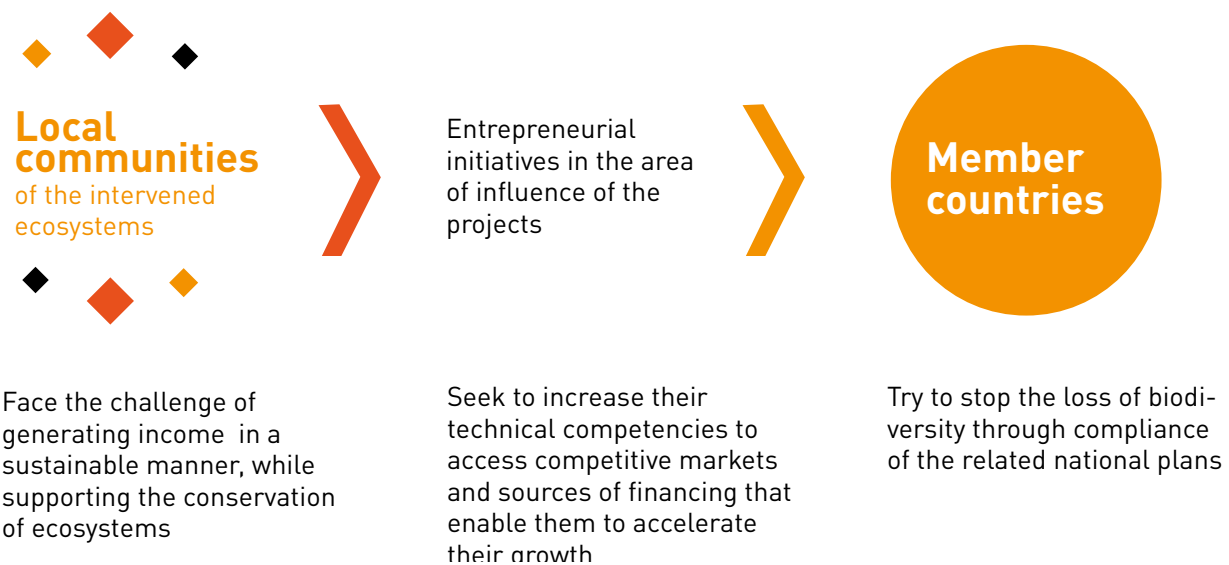 Local
communities
of the intervened
ecosystems
Entrepreneurial
initiatives in the area
of influence of the
projects
Member
countries
Face the challenge of
generating income in a
sustainable manner, while
supporting the conservation
of ecosystems
Seek to increase their
technical competencies to
access competitive markets
and sources of financing that
enable them to accelerate
their growth
Try to stop the loss of biodi-
versity through compliance
of the related national plans